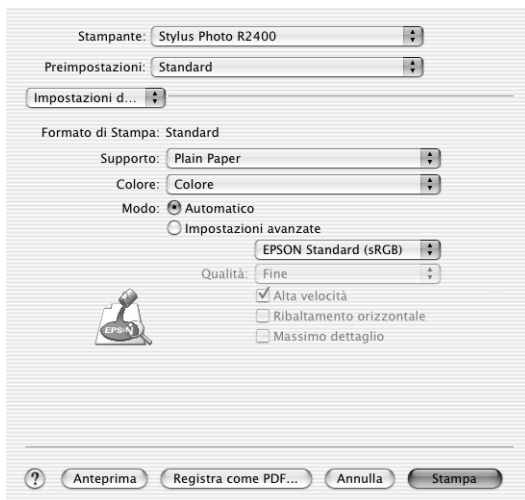 Stampante: Stylus Photo R2400
Preimpostazioni: Standard
Impostazioni d...
Formato di Stampa: Standard
Supporto: Plain Paper
Colore: Colore
Modo: Automatico
Impostazioni avanzate
EPSON Standard (sRGB)
Qualità: Fine
Alta velocità
Ribaltamento orizzontale
Massimo dettaglio
EPSON
? Anteprima Registra come PDF... Annulla Stampa